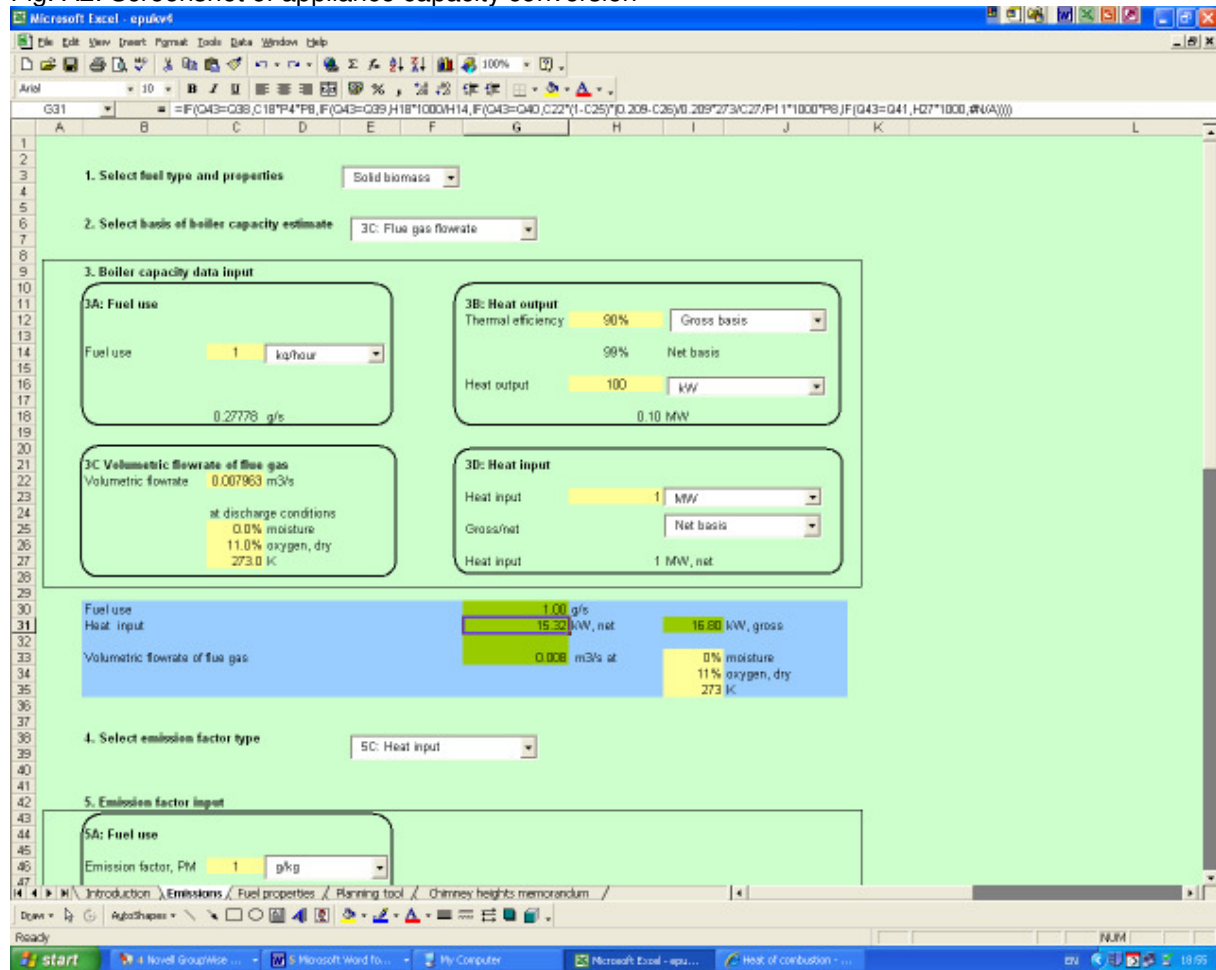 Fig. A2. Screenshot of appliance capacity conversion
Microsoft Excel - epukv4
File Edit View Insert Format Tools Data Window Help
100%
Arial 10 B I U
G31 = =IF(Q43=Q38,C18*P4*P8,IF(Q43=Q39,H18*1000/H14,IF(Q43=Q40,C22*(1-C25)*(0.209-C26)/0.209*273/C27/P11*1000*P8,IF(Q43=Q41,H27*1000,#N/A))))
A B C D E F G H I J K L
1. Select fuel type and properties Solid biomass
2. Select basis of boiler capacity estimate 3C: Flue gas flowrate
3. Boiler capacity data input
3A: Fuel use
Fuel use 1 kg/hour
0.27778 g/s
3B: Heat output
Thermal efficiency 90% Gross basis
99% Net basis
Heat output 100 kW
0.10 MW
3C Volumetric flowrate of flue gas
Volumetric flowrate 0.007963 m3/s
at discharge conditions
0.0% moisture
11.0% oxygen, dry
273.0 K
3D: Heat input
Heat input 1 MW
Gross/net Net basis
Heat input 1 MW, net
Fuel use 1.00 g/s
Heat input 15.32 kW, net 16.80 kW, gross
Volumetric flowrate of flue gas 0.008 m3/s at 0% moisture
11% oxygen, dry
273 K
4. Select emission factor type 5C: Heat input
5. Emission factor input
5A: Fuel use
Emission factor, PM 1 g/kg
Introduction Emissions Fuel properties Planning tool Chimney heights memorandum
Draw AutoShapes
Ready NUM
start 4 Novell GroupWise ... 5 Microsoft Word fo... My Computer Microsoft Excel - epu... Heat of combustion - ... EN 18:55